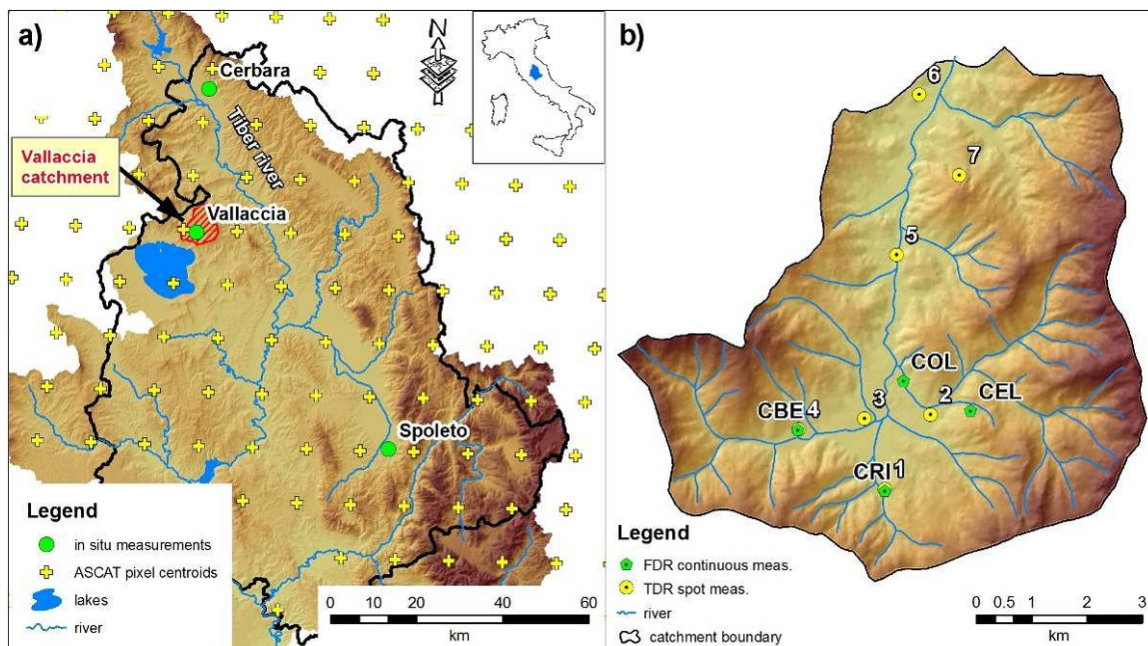 a)
N
Cerbara
Tiber river
Vallaccia
catchment
Vallaccia
Spoleto
Legend
in situ measurements
ASCAT pixel centroids
lakes
river
0 10 20 40 60
km
b)
6
7
5
COL
CEL
3
2
CBE 4
CRI 1
Legend
FDR continuous meas.
TDR spot meas.
river
catchment boundary
0 0.5 1 2 3
km